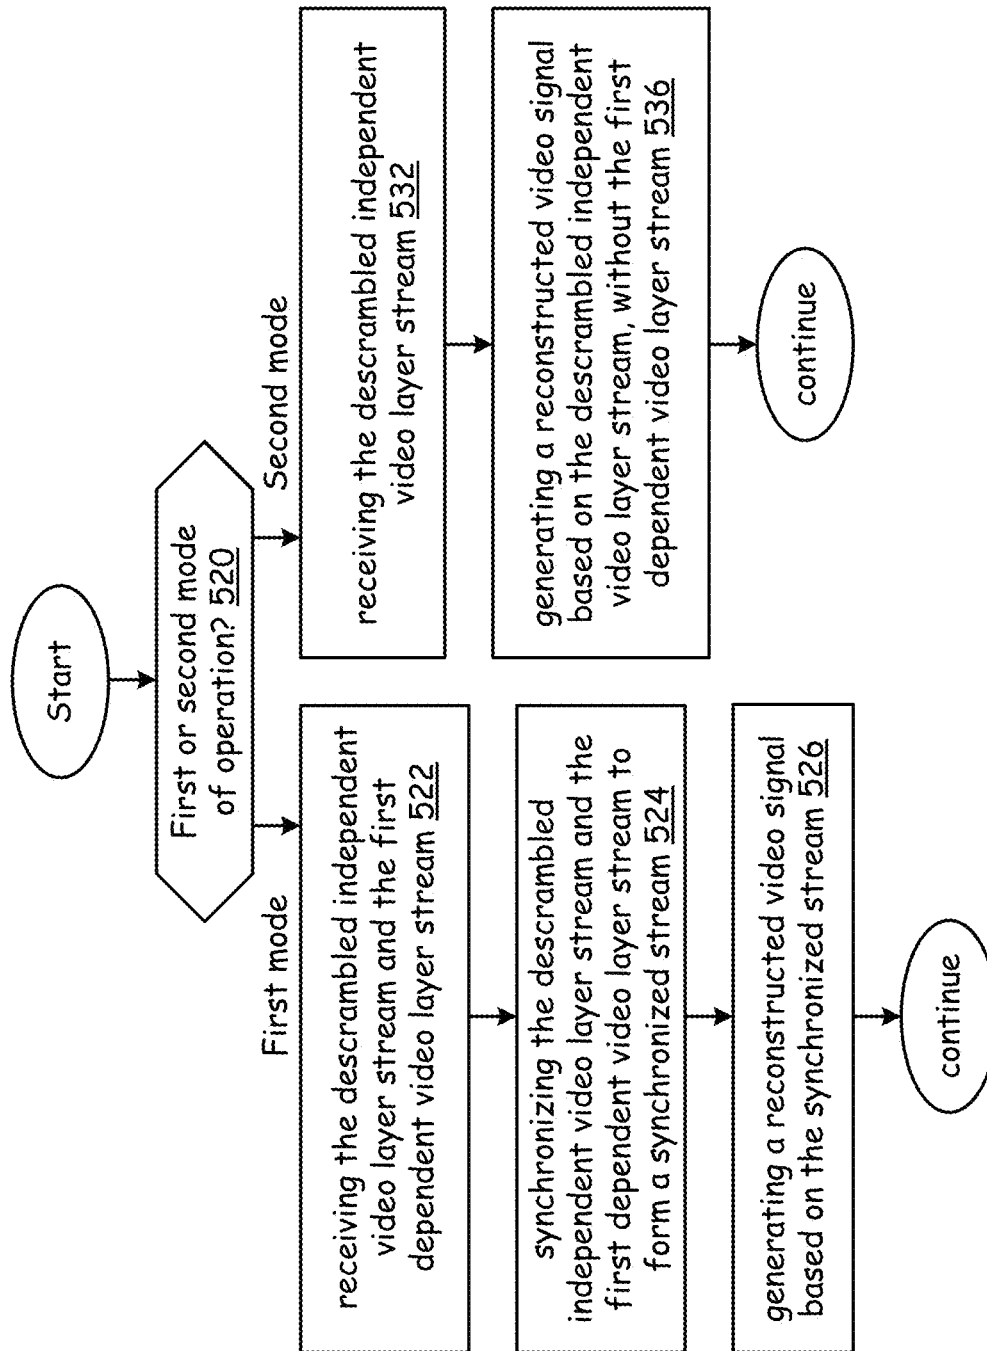 Start
First or second mode
of operation? 520
First mode
receiving the descrambled independent
video layer stream and the first
dependent video layer stream 522
synchronizing the descrambled
independent video layer stream and the
first dependent video layer stream to
form a synchronized stream 524
generating a reconstructed video signal
based on the synchronized stream 526
continue
Second mode
receiving the descrambled independent
video layer stream 532
generating a reconstructed video signal
based on the descrambled independent
video layer stream, without the first
dependent video layer stream 536
continue